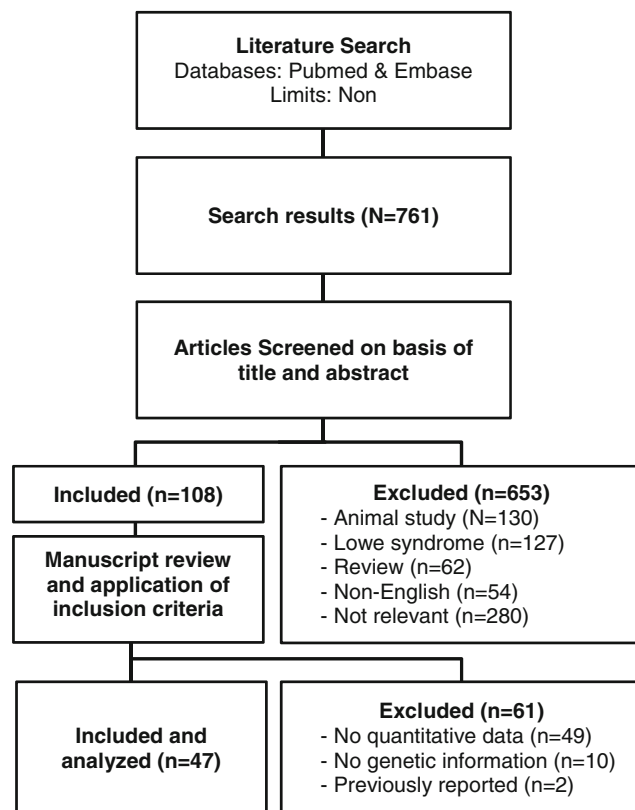 Literature Search
Databases: Pubmed & Embase
Limits: Non
Search results (N=761)
Articles Screened on basis of
title and abstract
Included (n=108)
Excluded (n=653)
- Animal study (N=130)
- Lowe syndrome (n=127)
- Review (n=62)
- Non-English (n=54)
- Not relevant (n=280)
Manuscript review
and application of
inclusion criteria
Included and
analyzed (n=47)
Excluded (n=61)
- No quantitative data (n=49)
- No genetic information (n=10)
- Previously reported (n=2)